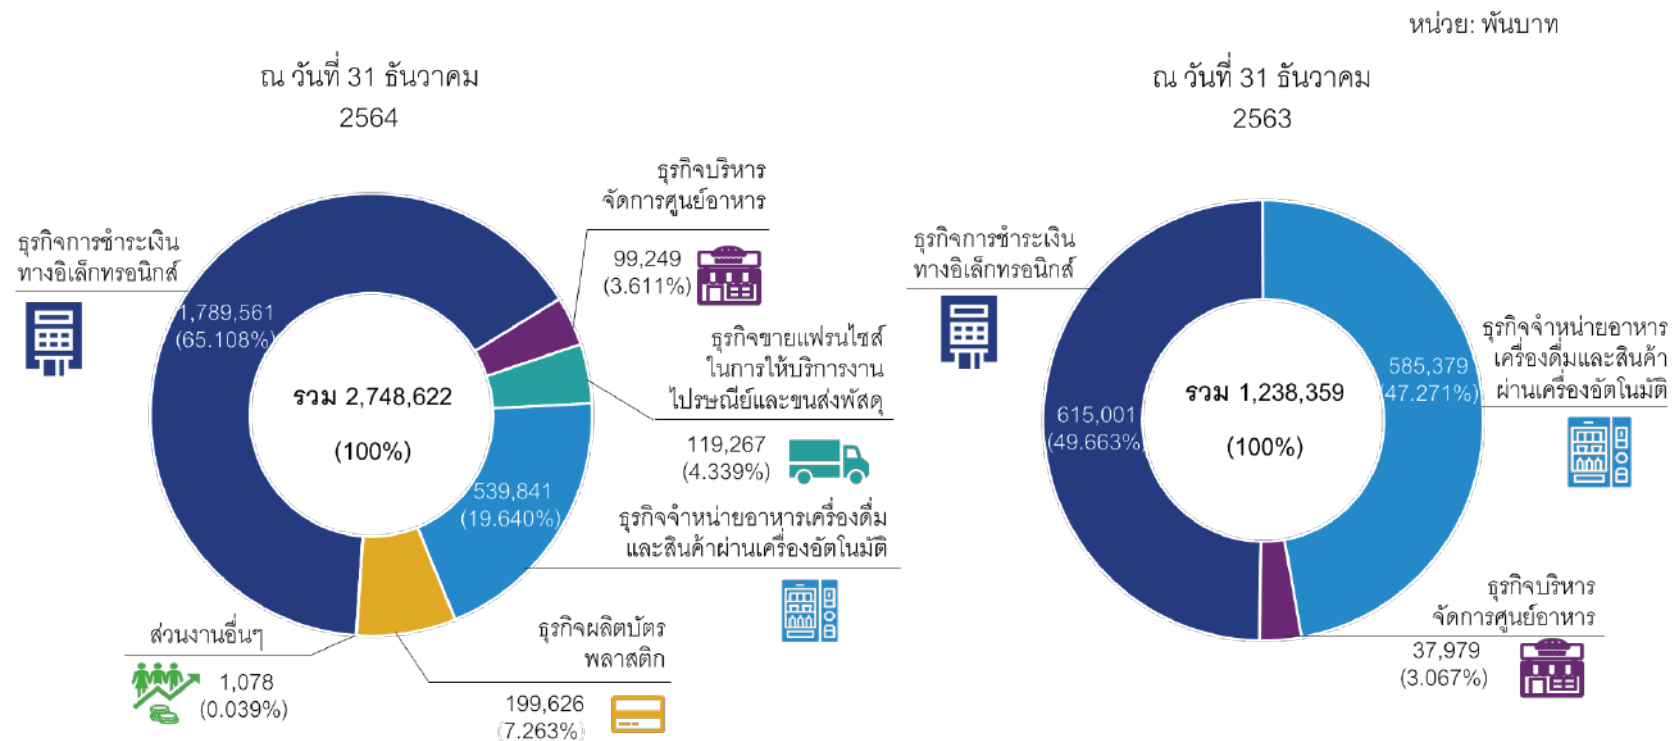 หน่วย: พันบาท
ณ วันที่ 31 ธันวาคม
2564
ธุรกิจบริหาร
จัดการศูนย์อาหาร
99,249
(3.611%)
ธุรกิจการชำระเงิน
ทางอิเล็กทรอนิกส์
1,789,561
(65.108%)
รวม 2,748,622
(100%)
ธุรกิจขายแฟรนไชส์
ในการให้บริการงาน
ไปรษณีย์และขนส่งพัสดุ
119,267
(4.339%)
539,841
(19.640%)
ธุรกิจจำหน่ายอาหารเครื่องดื่ม
และสินค้าผ่านเครื่องอัตโนมัติ
ส่วนงานอื่นๆ
1,078
(0.039%)
ธุรกิจผลิตบัตร
พลาสติก
199,626
(7.263%)
ณ วันที่ 31 ธันวาคม
2563
ธุรกิจการชำระเงิน
ทางอิเล็กทรอนิกส์
615,001
(49.663%)
รวม 1,238,359
(100%)
585,379
(47.271%)
ธุรกิจจำหน่ายอาหาร
เครื่องดื่มและสินค้า
ผ่านเครื่องอัตโนมัติ
ธุรกิจบริหาร
จัดการศูนย์อาหาร
37,979
(3.067%)